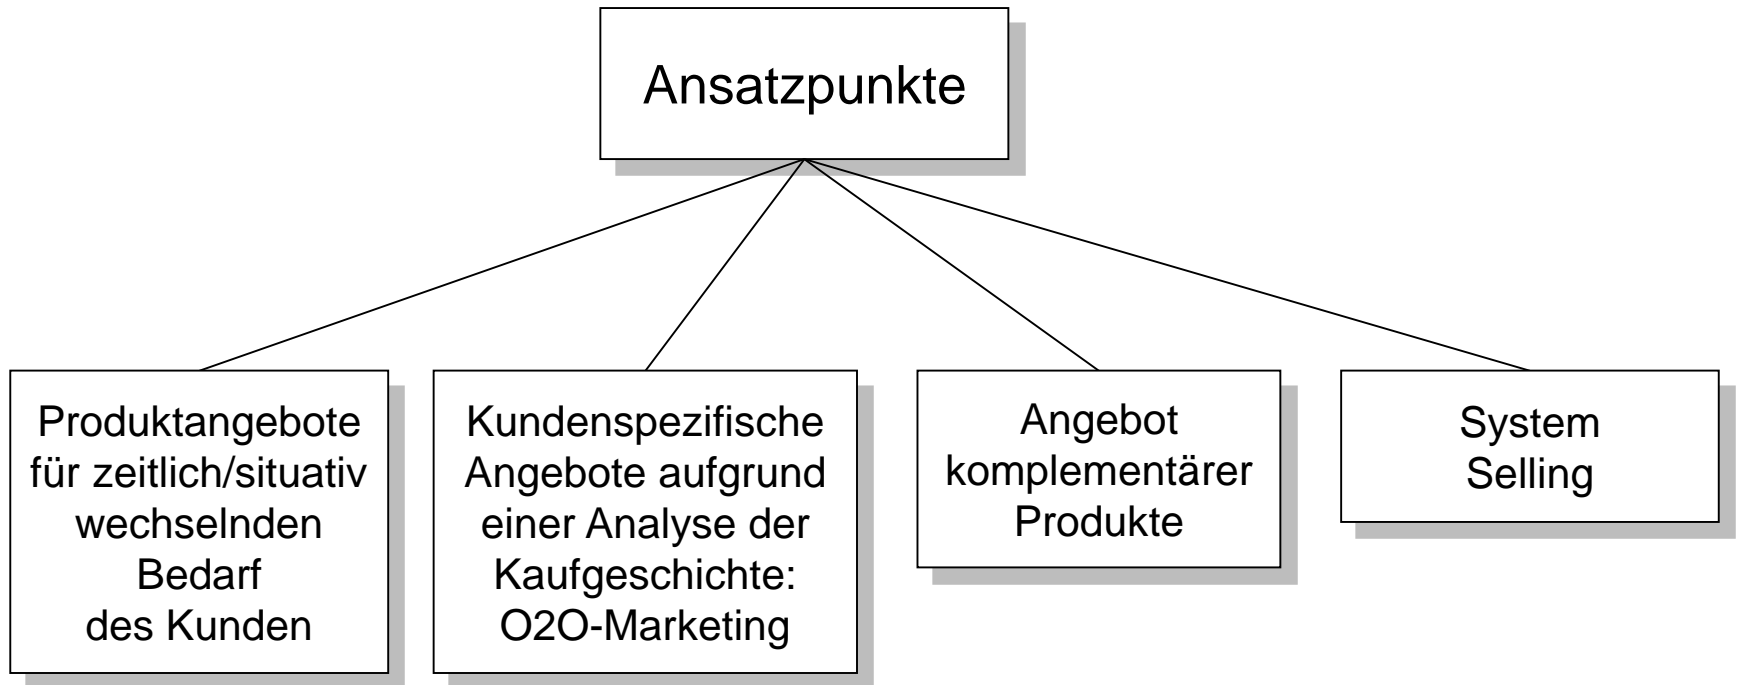 Ansatzpunkte
Produktangebote
für zeitlich/situativ
wechselnden
Bedarf
des Kunden
Kundenspezifische
Angebote aufgrund
einer Analyse der
Kaufgeschichte:
O2O-Marketing
Angebot
komplementärer
Produkte
System
Selling